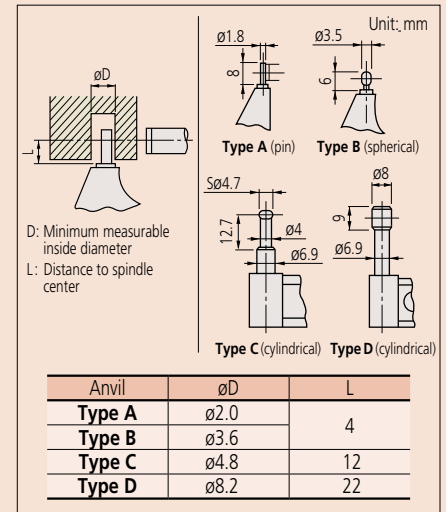 Unit: mm
øD
L
D: Minimum measurable
inside diameter
L: Distance to spindle
center
ø1.8
8
Type A (pin)
ø3.5
6
Type B (spherical)
Sø4.7
12.7
ø4
ø6.9
Type C (cylindrical)
ø8
9
ø6.9
Type D (cylindrical)
Anvil øD L
Type A ø2.0 4
Type B ø3.6
Type C ø4.8 12
Type D ø8.2 22